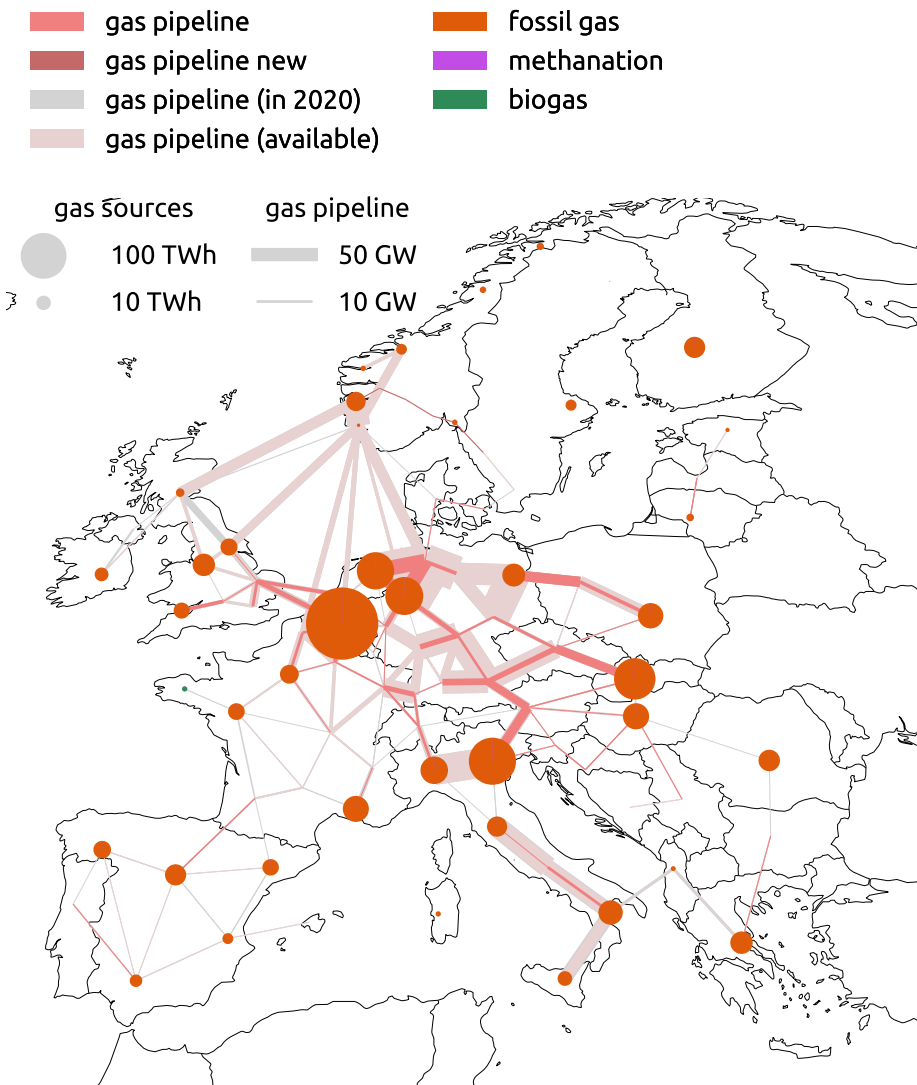 gas pipeline
gas pipeline new
gas pipeline (in 2020)
gas pipeline (available)
fossil gas
methanation
biogas
gas sources
100 TWh
10 TWh
gas pipeline
50 GW
10 GW